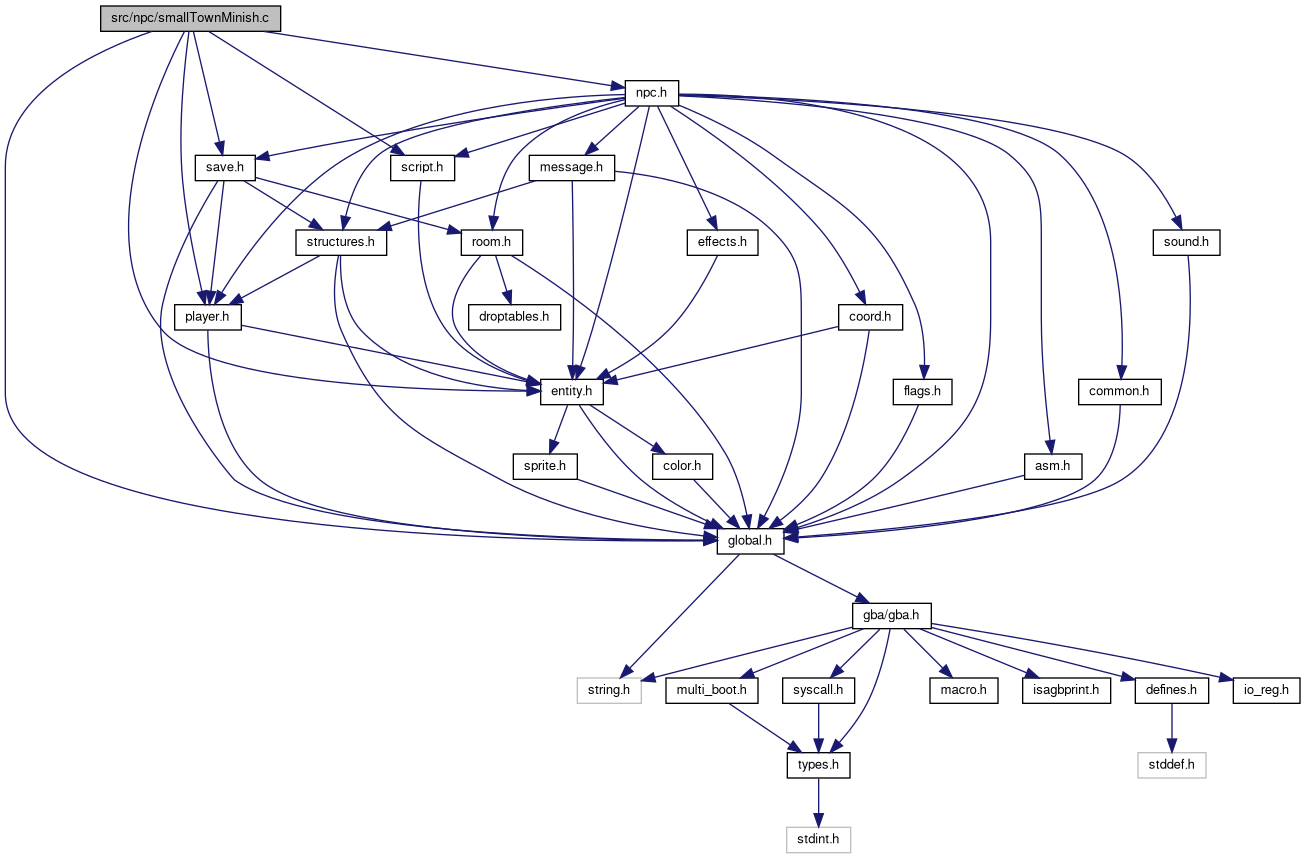 src/npc/smallTownMinish.c
npc.h
save.h
script.h
message.h
structures.h
room.h
effects.h
sound.h
player.h
droptables.h
coord.h
entity.h
flags.h
common.h
sprite.h
color.h
asm.h
global.h
gba/gba.h
string.h
multi_boot.h
syscall.h
macro.h
isagbprint.h
defines.h
io_reg.h
types.h
stddef.h
stdint.h